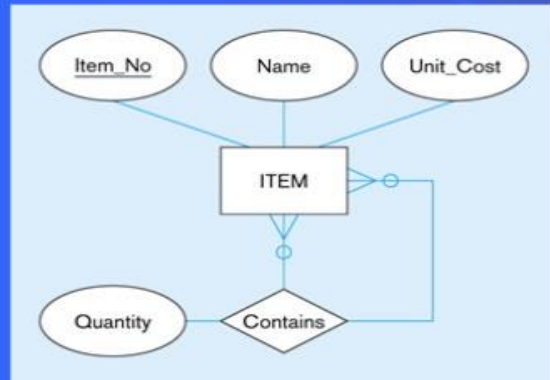 Item_No
Name
Unit_Cost
ITEM
Quantity
Contains